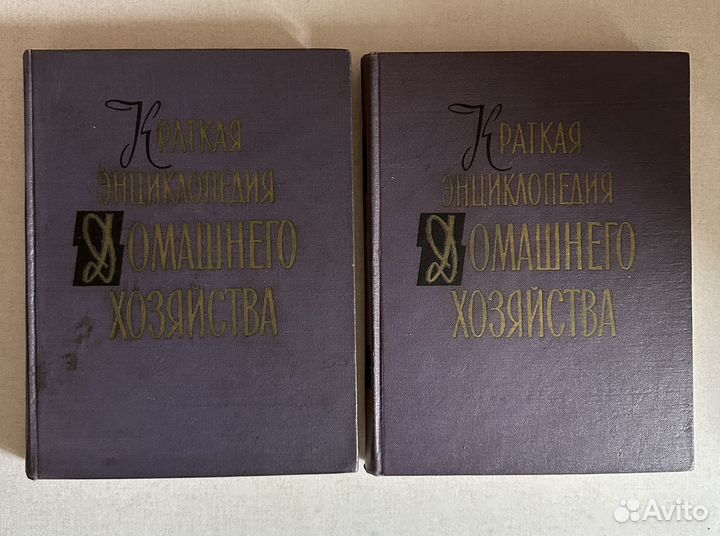 Краткая
энциклопедия
Домашнего
хозяйства
Краткая
энциклопедия
Домашнего
хозяйства
Avito